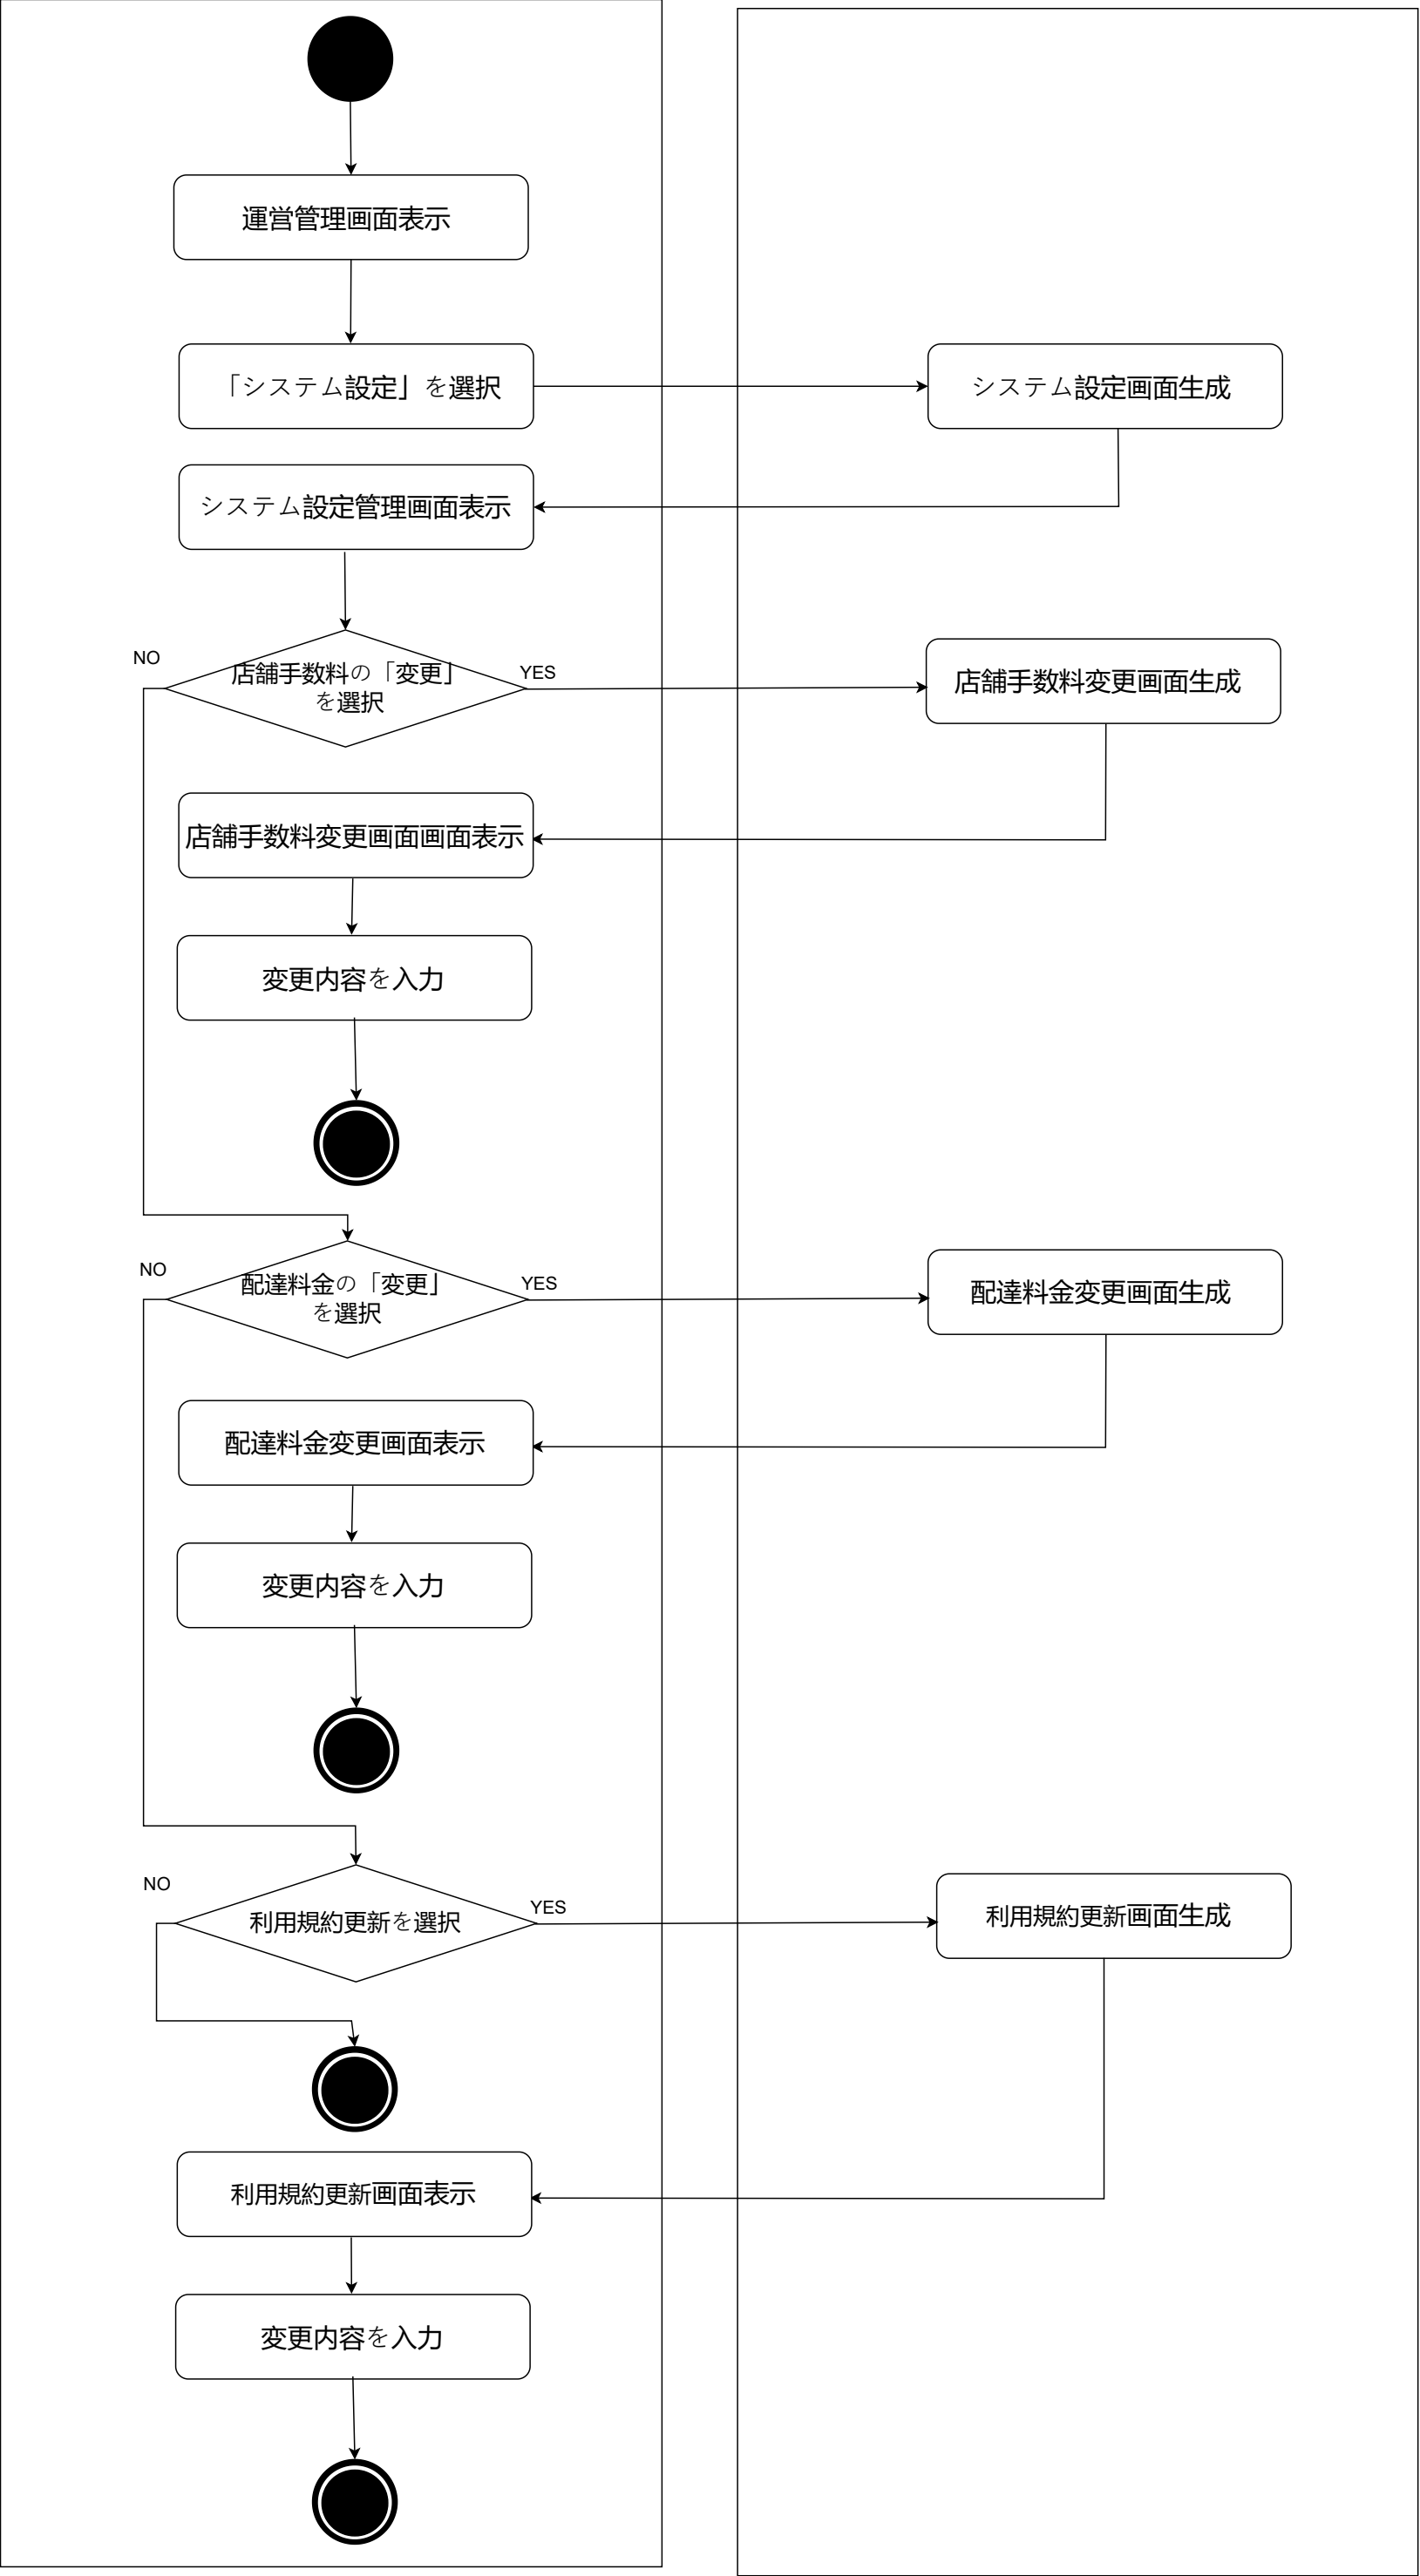 運営管理画面表示
「システム設定」を選択
システム設定画面生成
システム設定管理画面表示
NO
店舗手数料の「変更」
を選択
YES
店舗手数料変更画面生成
店舗手数料変更画面画面表示
変更内容を入力
NO
配達料金の「変更」
を選択
YES
配達料金変更画面生成
配達料金変更画面表示
変更内容を入力
NO
利用規約更新を選択
YES
利用規約更新画面生成
利用規約更新画面表示
変更内容を入力